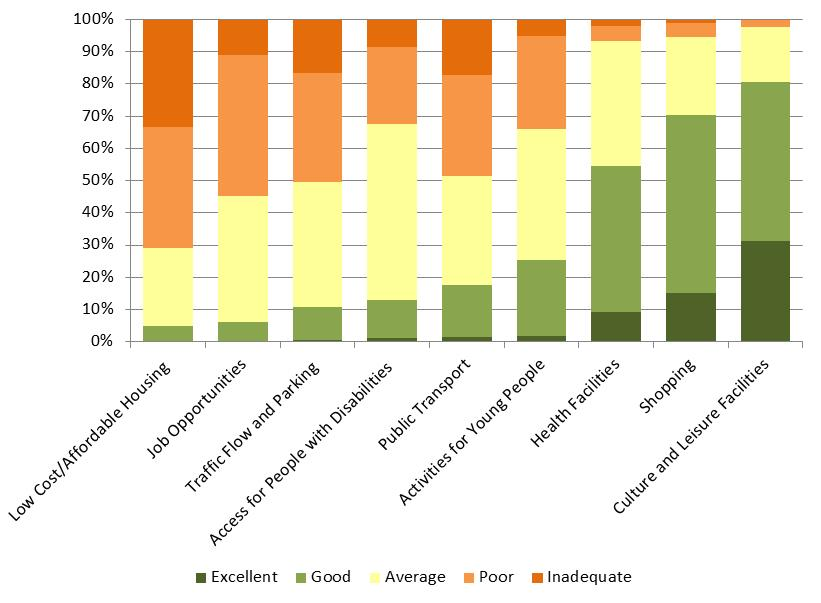 100%
90%
80%
70%
60%
50%
40%
30%
20%
10%
0%
Low Cost/Affordable Housing
Job Opportunities
Traffic Flow and Parking
Access for People with Disabilities
Public Transport
Activities for Young People
Health Facilities
Shopping
Culture and Leisure Facilities
Excellent Good Average Poor Inadequate